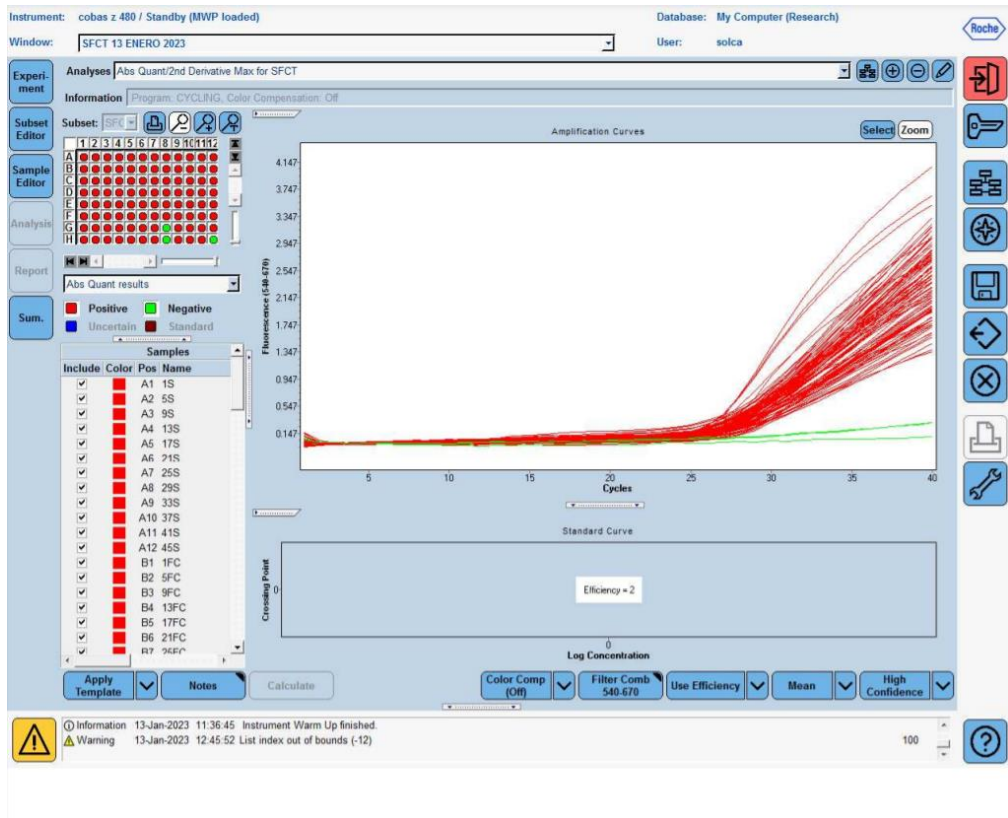 Instrument: cobas z 480 / Standby (MWP loaded) Database: My Computer (Research)
Roche
Window: SFCT 13 ENERO 2023 User: solca
Experi-
ment
Analyses Abs Quant/2nd Derivative Max for SFCT
Information Program: CYCLING, Color Compensation: Off
Subset
Editor
Subset: SFC
Amplification Curves
Select Zoom
1 2 3 4 5 6 7 8 9 10 11 12
A
B
C
D
E
F
G
H
Sample
Editor
Analysis
Report
Sum.
Abs Quant results
Positive Negative
Uncertain Standard
Samples
Include Color Pos Name
A1 1S
A2 5S
A3 9S
A4 13S
A5 17S
A6 21S
A7 25S
A8 29S
A9 33S
A10 37S
A11 41S
A12 45S
B1 1FC
B2 5FC
B3 9FC
B4 13FC
B5 17FC
B6 21FC
B7 25FC
Fluorescence (540-670)
4.147
3.747
3.347
2.947
2.547
2.147
1.747
1.347
0.947
0.547
0.147
5 10 15 20 25 30 35 40
Cycles
Standard Curve
Crossing Point
0
Efficiency = 2
0
Log Concentration
Apply
Template
Notes
Calculate
Color Comp
(Off)
Filter Comb
540-670
Use Efficiency
Mean
High
Confidence
Information 13-Jan-2023 11:36:45 Instrument Warm Up finished.
Warning 13-Jan-2023 12:45:52 List index out of bounds (-12) 100